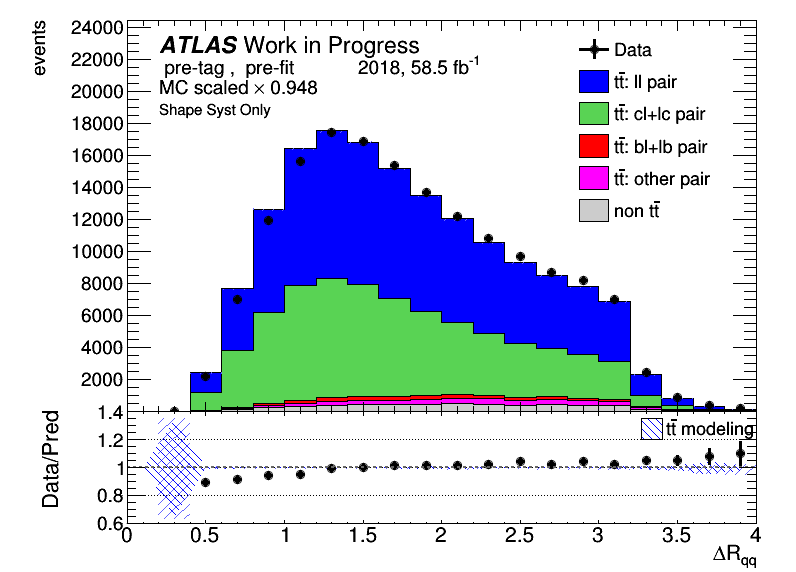 events
24000
22000
20000
18000
16000
14000
12000
10000
8000
6000
4000
2000
ATLAS Work in Progress
pre-tag , pre-fit 2018, 58.5 fb⁻¹
MC scaled × 0.948
Shape Syst Only
Data
tt̄: ll pair
tt̄: cl+lc pair
tt̄: bl+lb pair
tt̄: other pair
non tt̄
Data/Pred
1.4
1.2
1
0.8
0.6
tt̄ modeling
0 0.5 1 1.5 2 2.5 3 3.5 4
ΔR_qq